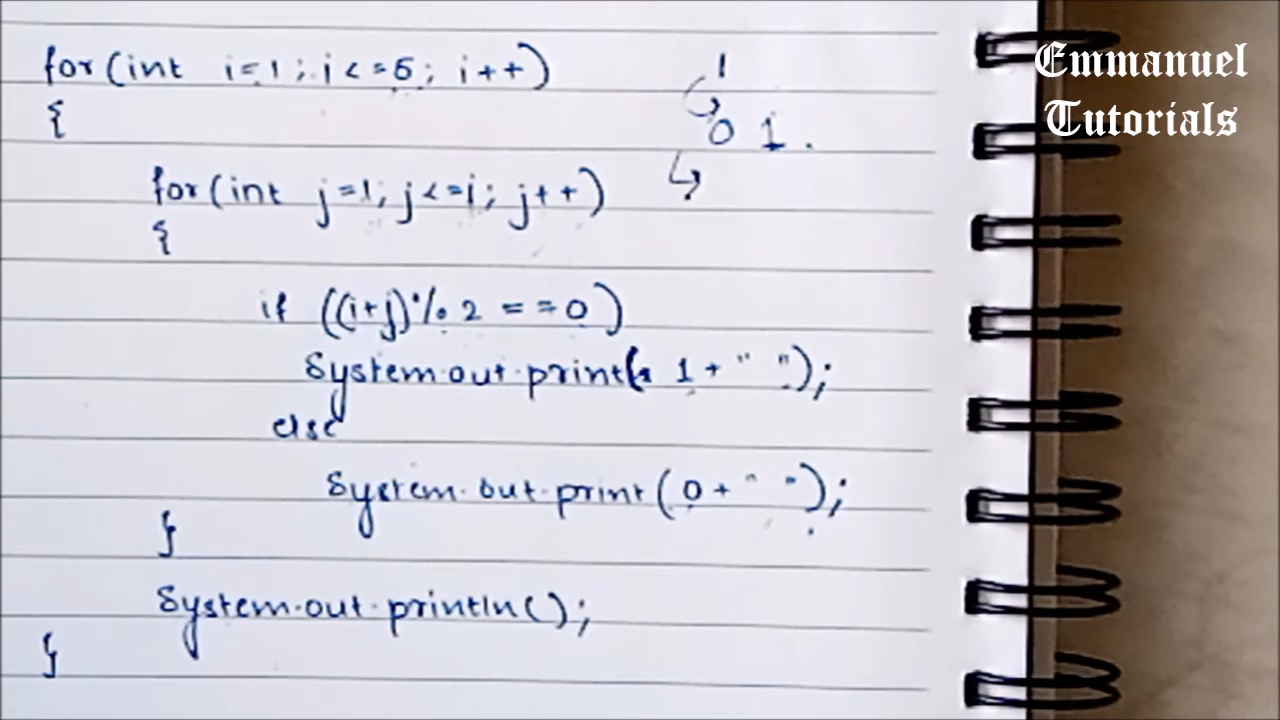 for(int i=1; i<=5; i++)
{
for(int j=1; j<=i; j++)
{
if ((i+j)%2 ==0)
System.out.print( 1+" ");
else
System.out.print(0+" ");
}
System.out.println();
}
1
0 1.
Emmanuel
Tutorials